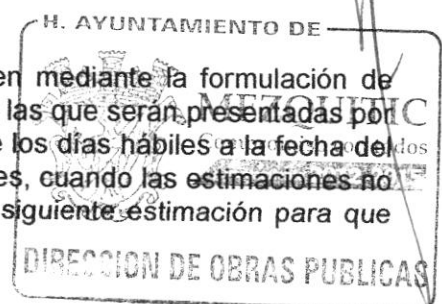 H. AYUNTAMIENTO DE
en mediante la formulación de
MEZQUITIC
las que serán presentadas por
e los días hábiles a la fecha del
es, cuando las estimaciones no
siguiente estimación para que
DIRECCION DE OBRAS PUBLICAS